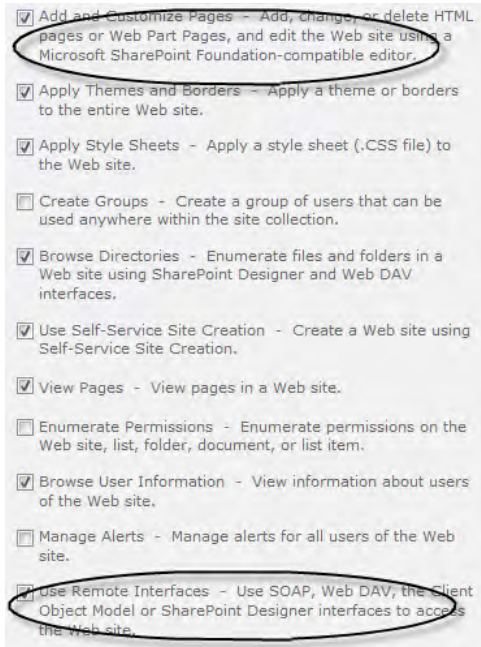 Add and Customize Pages - Add, change, or delete HTML
pages or Web Part Pages, and edit the Web site using a
Microsoft SharePoint Foundation-compatible editor.
Apply Themes and Borders - Apply a theme or borders
to the entire Web site.
Apply Style Sheets - Apply a style sheet (.CSS file) to
the Web site.
Create Groups - Create a group of users that can be
used anywhere within the site collection.
Browse Directories - Enumerate files and folders in a
Web site using SharePoint Designer and Web DAV
interfaces.
Use Self-Service Site Creation - Create a Web site using
Self-Service Site Creation.
View Pages - View pages in a Web site.
Enumerate Permissions - Enumerate permissions on the
Web site, list, folder, document, or list item.
Browse User Information - View information about users
of the Web site.
Manage Alerts - Manage alerts for all users of the Web
site.
Use Remote Interfaces - Use SOAP, Web DAV, the Client
Object Model or SharePoint Designer interfaces to access
the Web site.